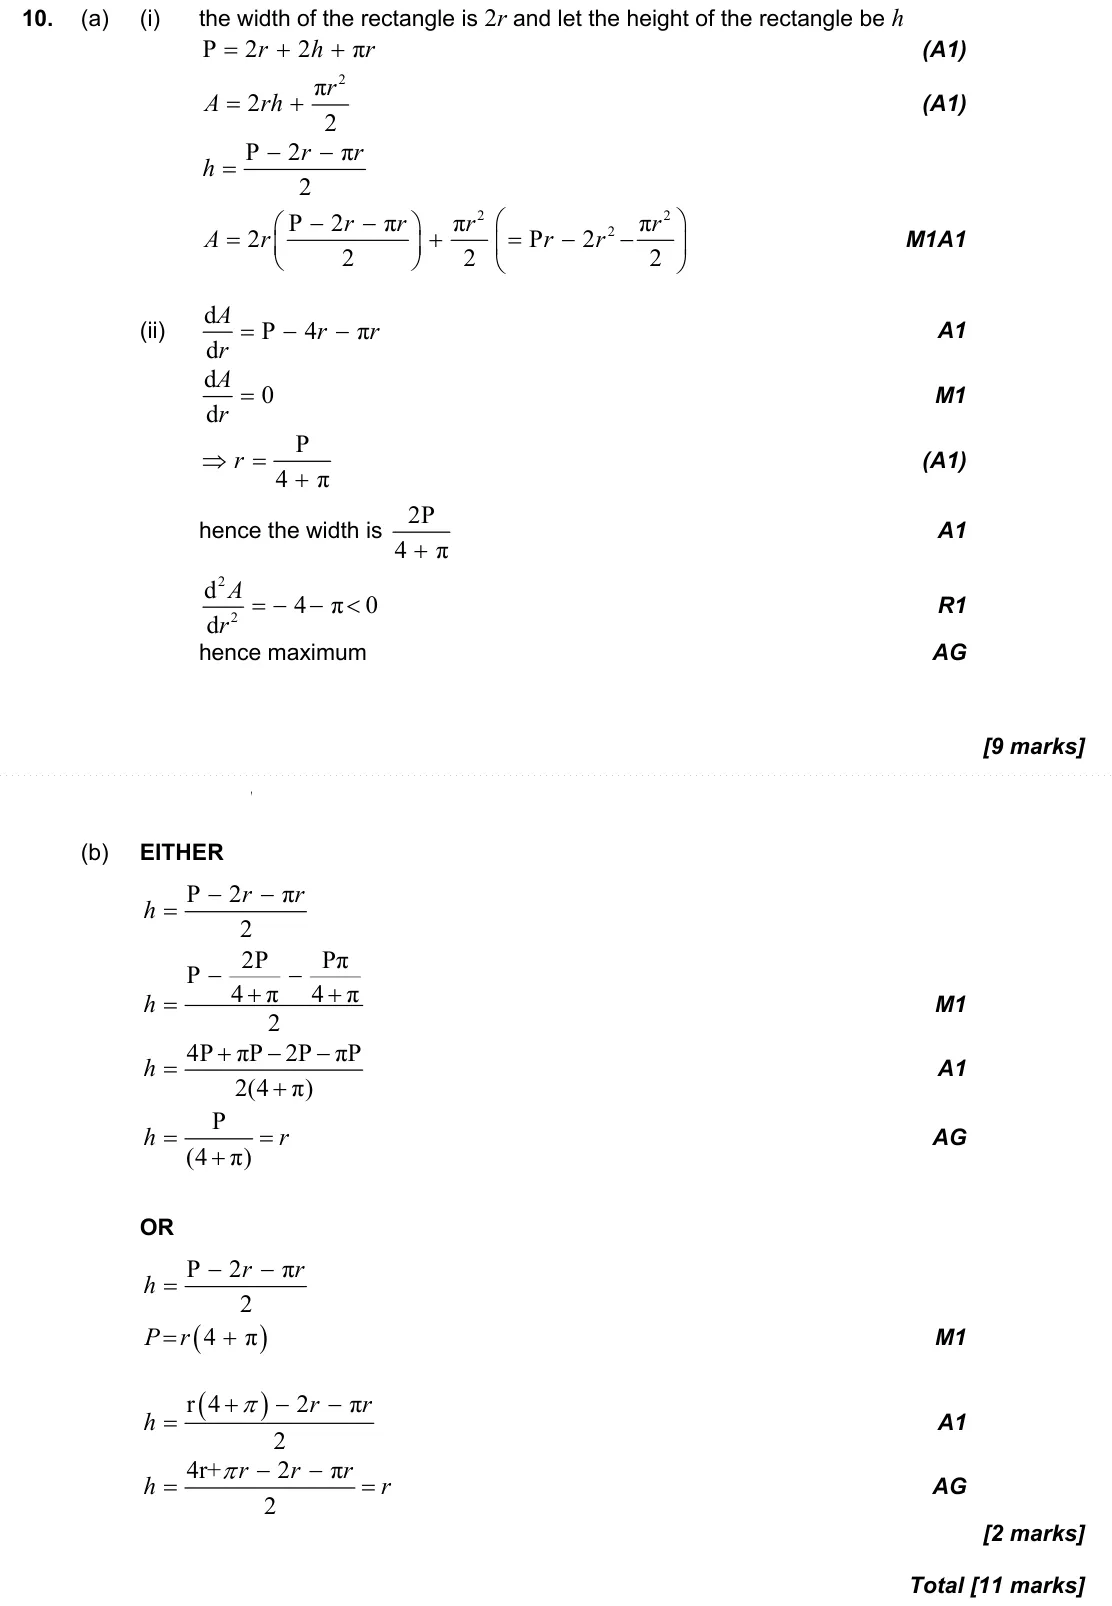 10. (a) (i) the width of the rectangle is 2r and let the height of the rectangle be h
P = 2r + 2h + πr (A1)
A = 2rh + πr²/2 (A1)
h = (P − 2r − πr)/2
A = 2r((P − 2r − πr)/2) + πr²/2 (= Pr − 2r² − πr²/2) M1A1
(ii) dA/dr = P − 4r − πr A1
dA/dr = 0 M1
⇒ r = P/(4 + π) (A1)
hence the width is 2P/(4 + π) A1
d²A/dr² = − 4 − π < 0 R1
hence maximum AG
[9 marks]
(b) EITHER
h = (P − 2r − πr)/2
h = (P − 2P/(4 + π) − Pπ/(4 + π))/2 M1
h = (4P + πP − 2P − πP)/(2(4 + π)) A1
h = P/((4 + π)) = r AG
OR
h = (P − 2r − πr)/2
P=r(4 + π) M1
h = (r(4 + π) − 2r − πr)/2 A1
h = (4r+πr − 2r − πr)/2 = r AG
[2 marks]
Total [11 marks]